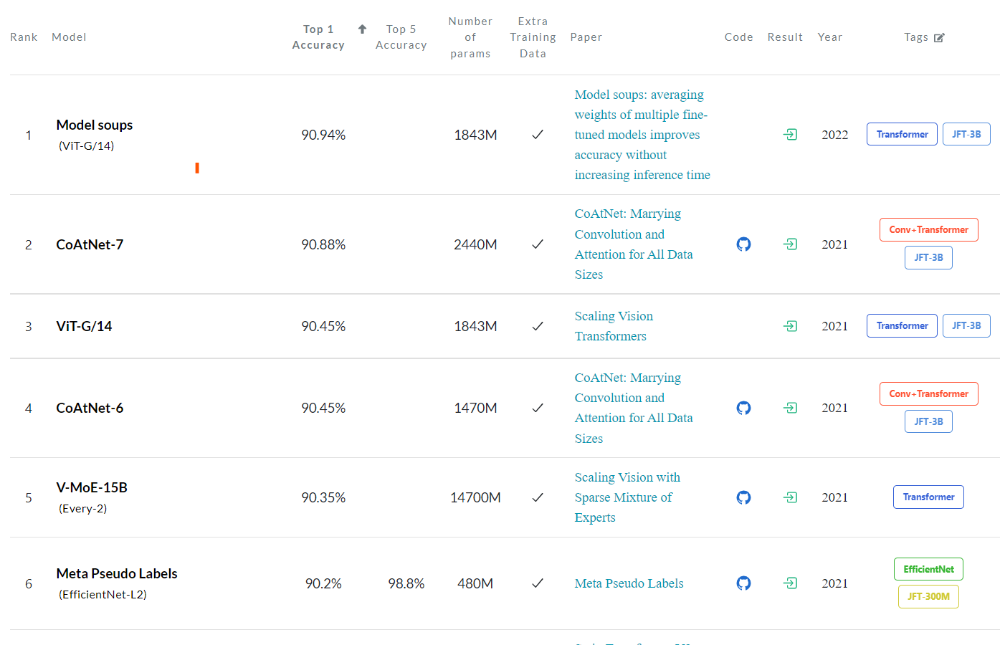 Rank Model Top 1 Accuracy Top 5 Accuracy Number of params Extra Training Data Paper Code Result Year Tags
1 Model soups (ViT-G/14) 90.94% 1843M Model soups: averaging
weights of multiple fine-
tuned models improves
accuracy without
increasing inference time
2022 Transformer JFT-3B
2 CoAtNet-7 90.88% 2440M CoAtNet: Marrying
Convolution and
Attention for All Data
Sizes
2021 Conv+Transformer
JFT-3B
3 ViT-G/14 90.45% 1843M Scaling Vision
Transformers
2021 Transformer JFT-3B
4 CoAtNet-6 90.45% 1470M CoAtNet: Marrying
Convolution and
Attention for All Data
Sizes
2021 Conv+Transformer
JFT-3B
5 V-MoE-15B (Every-2) 90.35% 14700M Scaling Vision with
Sparse Mixture of
Experts
2021 Transformer
6 Meta Pseudo Labels (EfficientNet-L2) 90.2% 98.8% 480M Meta Pseudo Labels 2021 EfficientNet
JFT-300M